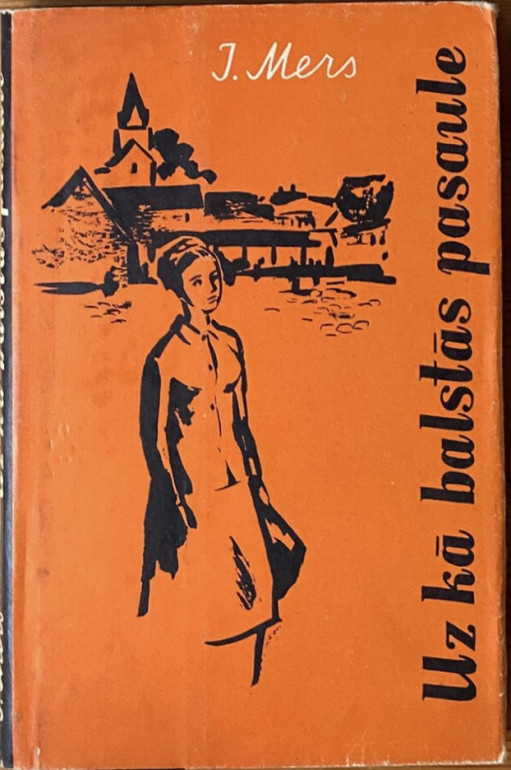 J. Mers
Uz kā balstās pasaule